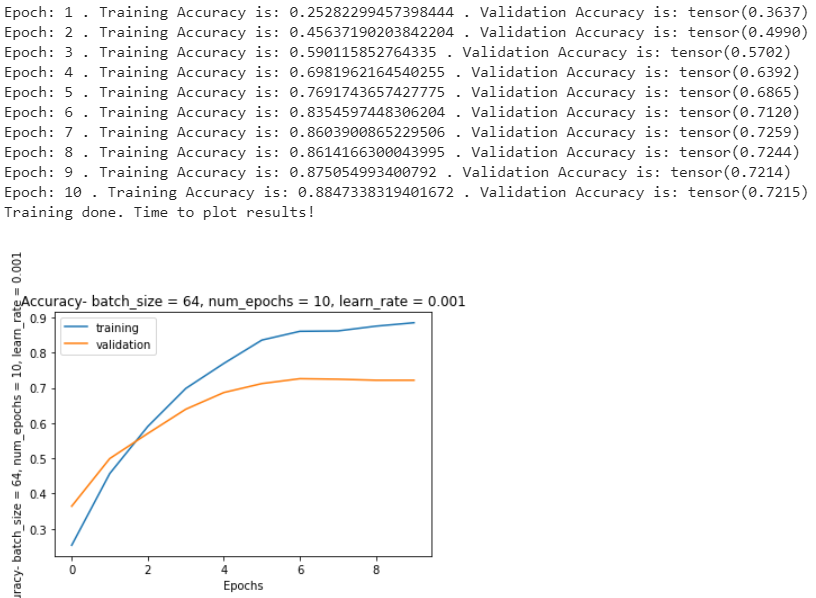 Epoch: 1 . Training Accuracy is: 0.25282299457398444 . Validation Accuracy is: tensor(0.3637)
Epoch: 2 . Training Accuracy is: 0.45637190203842204 . Validation Accuracy is: tensor(0.4990)
Epoch: 3 . Training Accuracy is: 0.590115852764335 . Validation Accuracy is: tensor(0.5702)
Epoch: 4 . Training Accuracy is: 0.6981962164540255 . Validation Accuracy is: tensor(0.6392)
Epoch: 5 . Training Accuracy is: 0.7691743657427775 . Validation Accuracy is: tensor(0.6865)
Epoch: 6 . Training Accuracy is: 0.8354597448306204 . Validation Accuracy is: tensor(0.7120)
Epoch: 7 . Training Accuracy is: 0.8603900865229506 . Validation Accuracy is: tensor(0.7259)
Epoch: 8 . Training Accuracy is: 0.8614166300043995 . Validation Accuracy is: tensor(0.7244)
Epoch: 9 . Training Accuracy is: 0.875054993400792 . Validation Accuracy is: tensor(0.7214)
Epoch: 10 . Training Accuracy is: 0.8847338319401672 . Validation Accuracy is: tensor(0.7215)
Training done. Time to plot results!
Accuracy- batch_size = 64, num_epochs = 10, learn_rate = 0.001
uracy- batch_size = 64, num_epochs = 10, learn_rate = 0.001
training
validation
0.9
0.8
0.7
0.6
0.5
0.4
0.3
0 2 4 6 8
Epochs